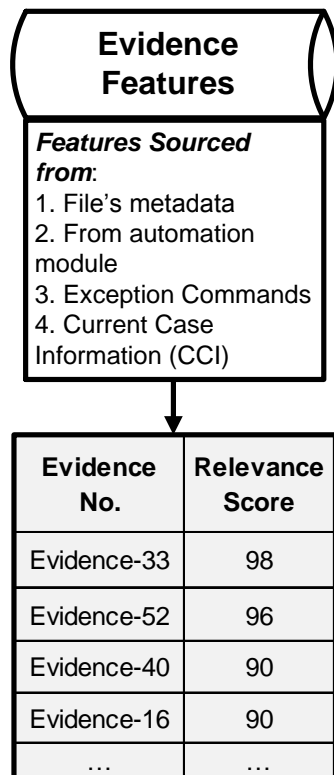 Evidence
Features
Features Sourced
from:
1. File's metadata
2. From automation
module
3. Exception Commands
4. Current Case
Information (CCI)
Evidence Relevance
No. Score
Evidence-33 98
Evidence-52 96
Evidence-40 90
Evidence-16 90
… …